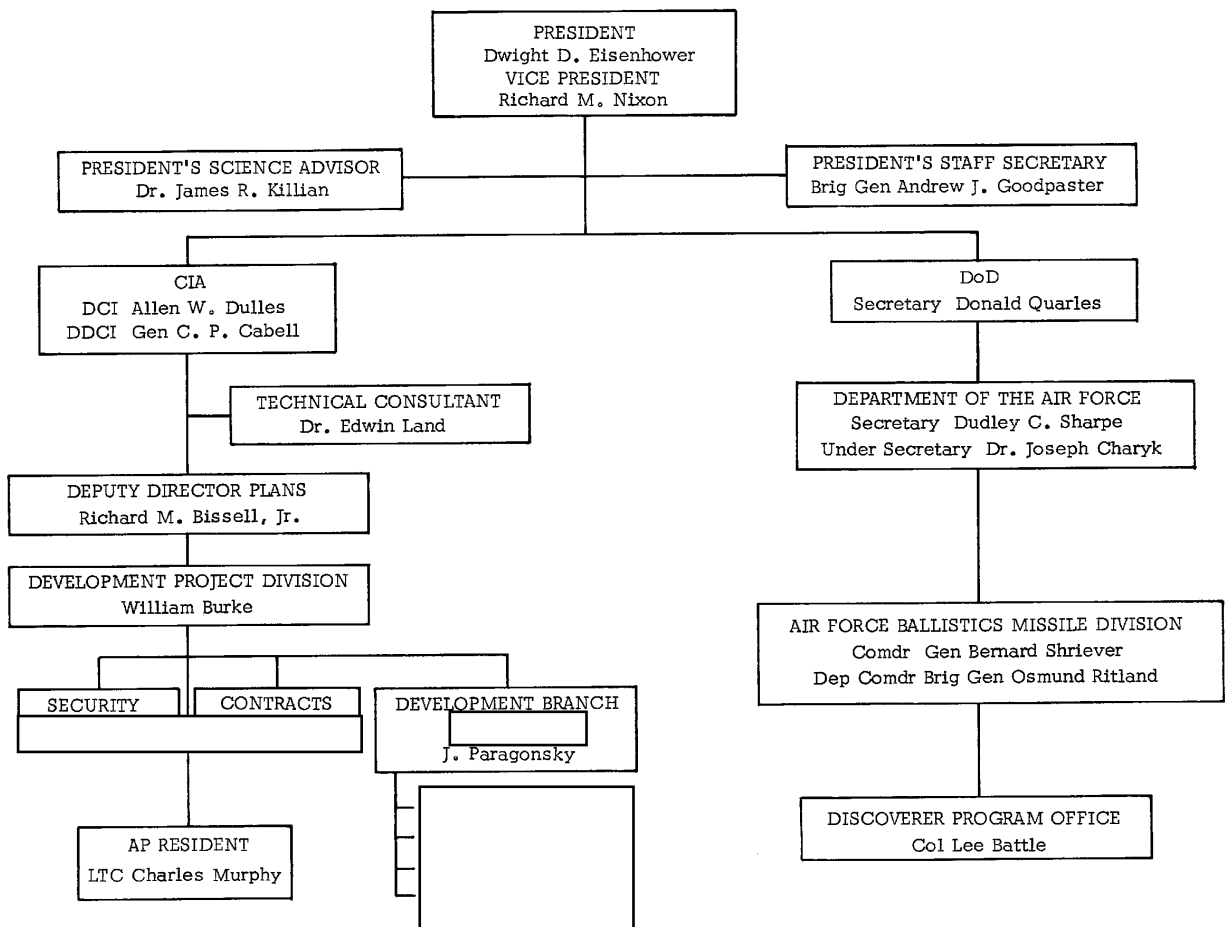 PRESIDENT
Dwight D. Eisenhower
VICE PRESIDENT
Richard M. Nixon
PRESIDENT'S SCIENCE ADVISOR
Dr. James R. Killian
PRESIDENT'S STAFF SECRETARY
Brig Gen Andrew J. Goodpaster
CIA
DCI Allen W. Dulles
DDCI Gen C. P. Cabell
DoD
Secretary Donald Quarles
TECHNICAL CONSULTANT
Dr. Edwin Land
DEPARTMENT OF THE AIR FORCE
Secretary Dudley C. Sharpe
Under Secretary Dr. Joseph Charyk
DEPUTY DIRECTOR PLANS
Richard M. Bissell, Jr.
DEVELOPMENT PROJECT DIVISION
William Burke
AIR FORCE BALLISTICS MISSILE DIVISION
Comdr Gen Bernard Shriever
Dep Comdr Brig Gen Osmund Ritland
SECURITY
CONTRACTS
DEVELOPMENT BRANCH
J. Paragonsky
AP RESIDENT
LTC Charles Murphy
DISCOVERER PROGRAM OFFICE
Col Lee Battle